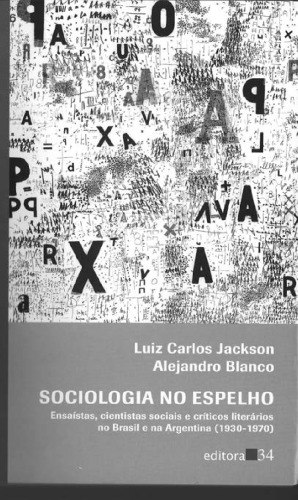 Luiz Carlos Jackson
Alejandro Blanco
SOCIOLOGIA NO ESPELHO
Ensaístas, cientistas sociais e críticos literários
no Brasil e na Argentina (1930-1970)
editora 34